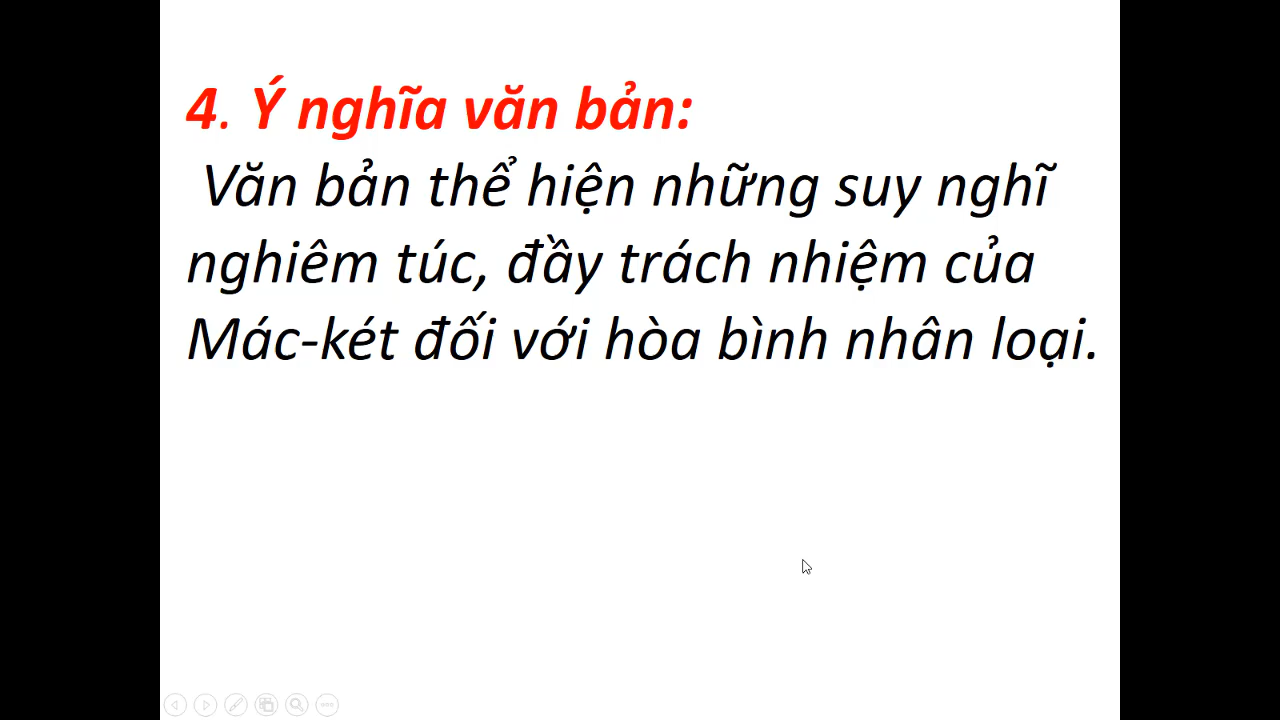 4. Ý nghĩa văn bản:
Văn bản thể hiện những suy nghĩ
nghiêm túc, đầy trách nhiệm của
Mác-két đối với hòa bình nhân loại.